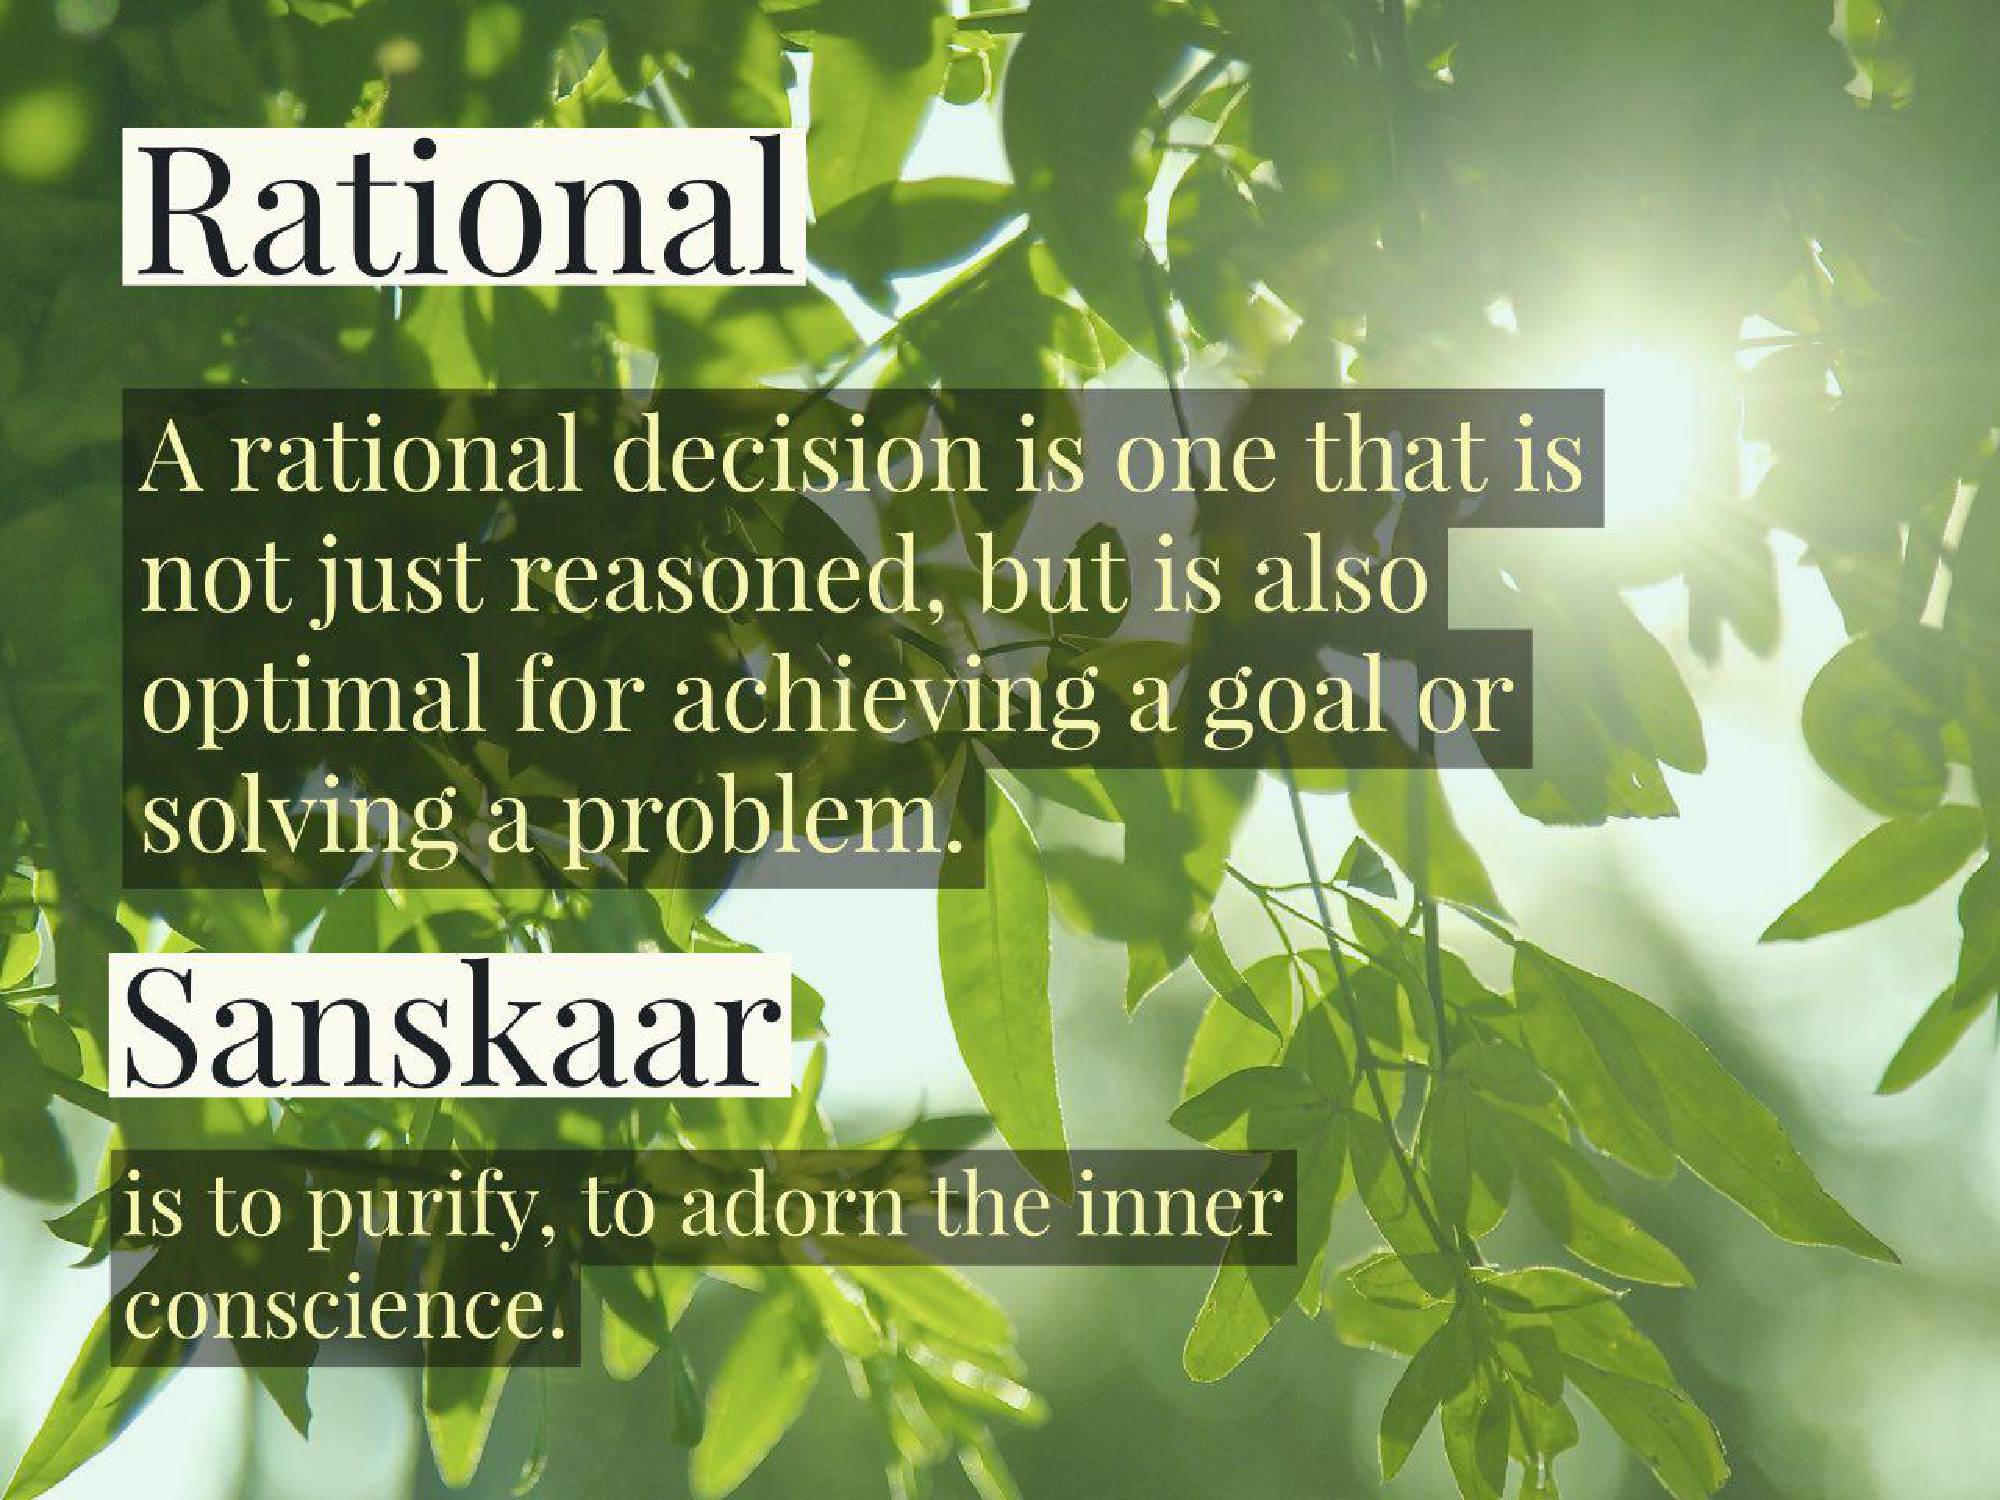 Rational
A rational decision is one that is
not just reasoned, but is also
optimal for achieving a goal or
solving a problem.
Sanskaar
is to purify, to adorn the inner
conscience.